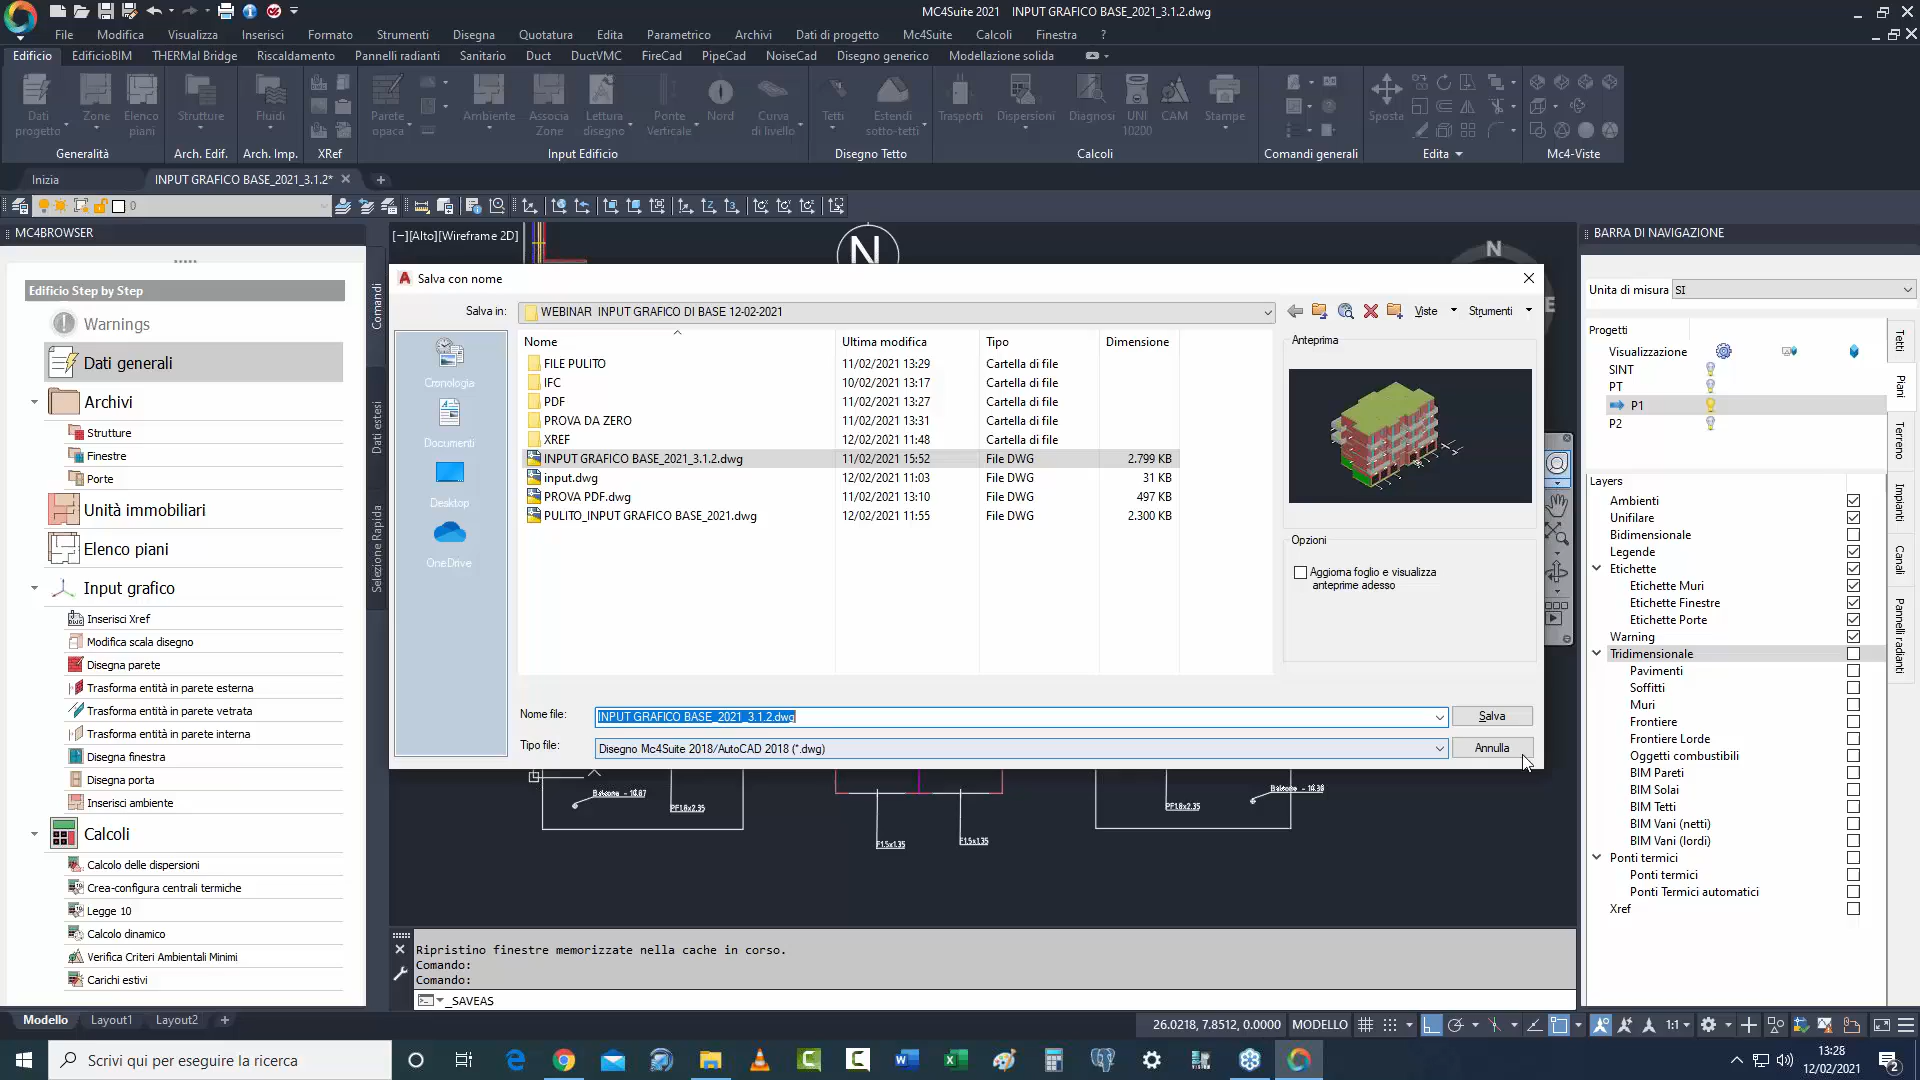 MC4Suite 2021 INPUT GRAFICO BASE_2021_3.1.2.dwg
File Modifica Visualizza Inserisci Formato Strumenti Disegna Quotatura Edita Parametrico Archivi Dati di progetto Mc4Suite Calcoli Finestra ?
Edificio EdificioBIM THERMal Bridge Riscaldamento Pannelli radianti Sanitario Duct DuctVMC FireCad PipeCad NoiseCad Disegno generico Modellazione solida
Dati progetto
Zone
Elenco piani
Strutture
Fluidi
Parete opaca
Ambiente
Associa Zone
Lettura disegno
Ponte Verticale
Nord
Curva di livello
Tetti
Estendi sotto-tetti
Trasporti
Dispersioni
Diagnosi
UNI 10200
CAM
Stampe
Sposta
Generalità Arch. Edif. Arch. Imp. XRef Input Edificio Disegno Tetto Calcoli Comandi generali Edita Mc4-Viste
Inizia INPUT GRAFICO BASE_2021_3.1.2*
0
MC4BROWSER
Edificio Step by Step
Warnings
Dati generali
Archivi
Strutture
Finestre
Porte
Unità immobiliari
Elenco piani
Input grafico
Inserisci Xref
Modifica scala disegno
Disegna parete
Trasforma entità in parete esterna
Trasforma entità in parete vetrata
Trasforma entità in parete interna
Disegna finestra
Disegna porta
Inserisci ambiente
Calcoli
Calcolo delle dispersioni
Crea-configura centrali termiche
Legge 10
Calcolo dinamico
Verifica Criteri Ambientali Minimi
Carichi estivi
Comandi
Dati estesi
Selezione Rapida
[−][Alto][Wireframe 2D]
N
N
E
Salva con nome
Salva in: WEBINAR INPUT GRAFICO DI BASE 12-02-2021
Viste Strumenti
Cronologia
Documenti
Desktop
OneDrive
Nome Ultima modifica Tipo Dimensione
FILE PULITO 11/02/2021 13:29 Cartella di file
IFC 10/02/2021 13:17 Cartella di file
PDF 11/02/2021 13:27 Cartella di file
PROVA DA ZERO 11/02/2021 13:31 Cartella di file
XREF 12/02/2021 11:48 Cartella di file
INPUT GRAFICO BASE_2021_3.1.2.dwg 11/02/2021 15:52 File DWG 2.799 KB
input.dwg 12/02/2021 11:03 File DWG 31 KB
PROVA PDF.dwg 11/02/2021 13:10 File DWG 497 KB
PULITO_INPUT GRAFICO BASE_2021.dwg 12/02/2021 11:55 File DWG 2.300 KB
Anteprima
Opzioni
Aggiorna foglio e visualizza
anteprime adesso
Nome file: INPUT GRAFICO BASE_2021_3.1.2.dwg Salva
Tipo file: Disegno Mc4Suite 2018/AutoCAD 2018 (*.dwg) Annulla
PF1.8x2.35
F1.5x1.35
F1.5x1.35
PF1.8x2.35
Ripristino finestre memorizzate nella cache in corso.
Comando:
Comando:
_SAVEAS
BARRA DI NAVIGAZIONE
Unita di misura SI
Progetti
Visualizzazione
SINT
PT
P1
P2
Layers
Ambienti
Unifilare
Bidimensionale
Legende
Etichette
Etichette Muri
Etichette Finestre
Etichette Porte
Warning
Tridimensionale
Pavimenti
Soffitti
Muri
Frontiere
Frontiere Lorde
Oggetti combustibili
BIM Pareti
BIM Solai
BIM Tetti
BIM Vani (netti)
BIM Vani (lordi)
Ponti termici
Ponti termici
Ponti Termici automatici
Xref
Tetti
Piani
Terreno
Impianti
Canali
Pannelli radianti
Modello Layout1 Layout2 +
26.0218, 7.8512, 0.0000 MODELLO 1:1
Scrivi qui per eseguire la ricerca
13:28
12/02/2021
2